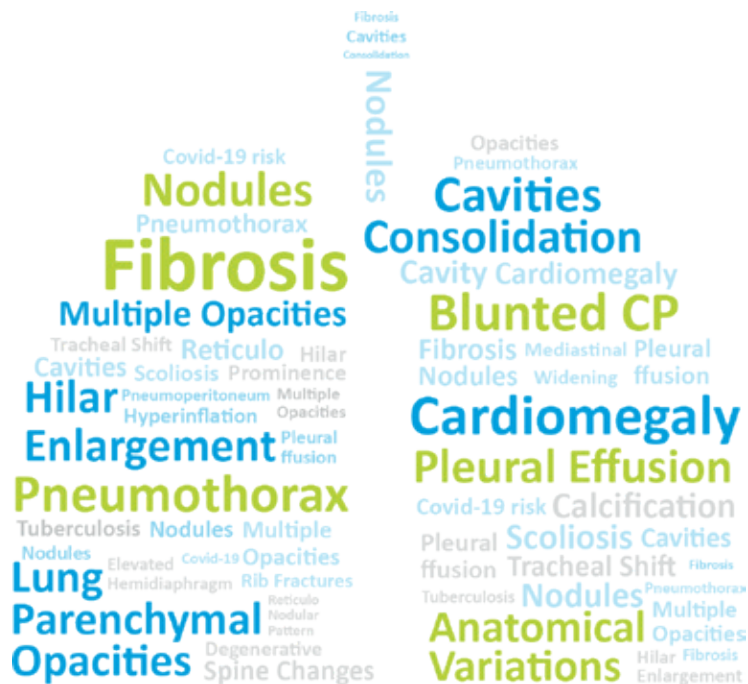 Fibrosis
Cavities
Consolidation
Nodules
Covid-19 risk
Nodules
Pneumothorax
Fibrosis
Multiple Opacities
Tracheal Shift
Reticulo
Hilar
Prominence
Cavities
Scoliosis
Hilar
Enlargement
Pneumoperitoneum
Multiple
Opacities
Hyperinflation
Pleural
ffusion
Pneumothorax
Tuberculosis
Nodules
Multiple
Opacities
Nodules
Elevated
Hemidiaphragm
Covid-19
Rib Fractures
Lung
Parenchymal
Opacities
Reticulo
Nodular
Pattern
Degenerative
Spine Changes
Opacities
Pneumothorax
Cavities
Consolidation
Cavity
Cardiomegaly
Blunted CP
Fibrosis
Mediastinal
Widening
Pleural
ffusion
Nodules
Cardiomegaly
Pleural Effusion
Covid-19 risk
Calcification
Pleural
ffusion
Scoliosis
Cavities
Tracheal Shift
Fibrosis
Tuberculosis
Nodules
Pneumothorax
Multiple
Opacities
Anatomical
Variations
Hilar
Enlargement
Fibrosis